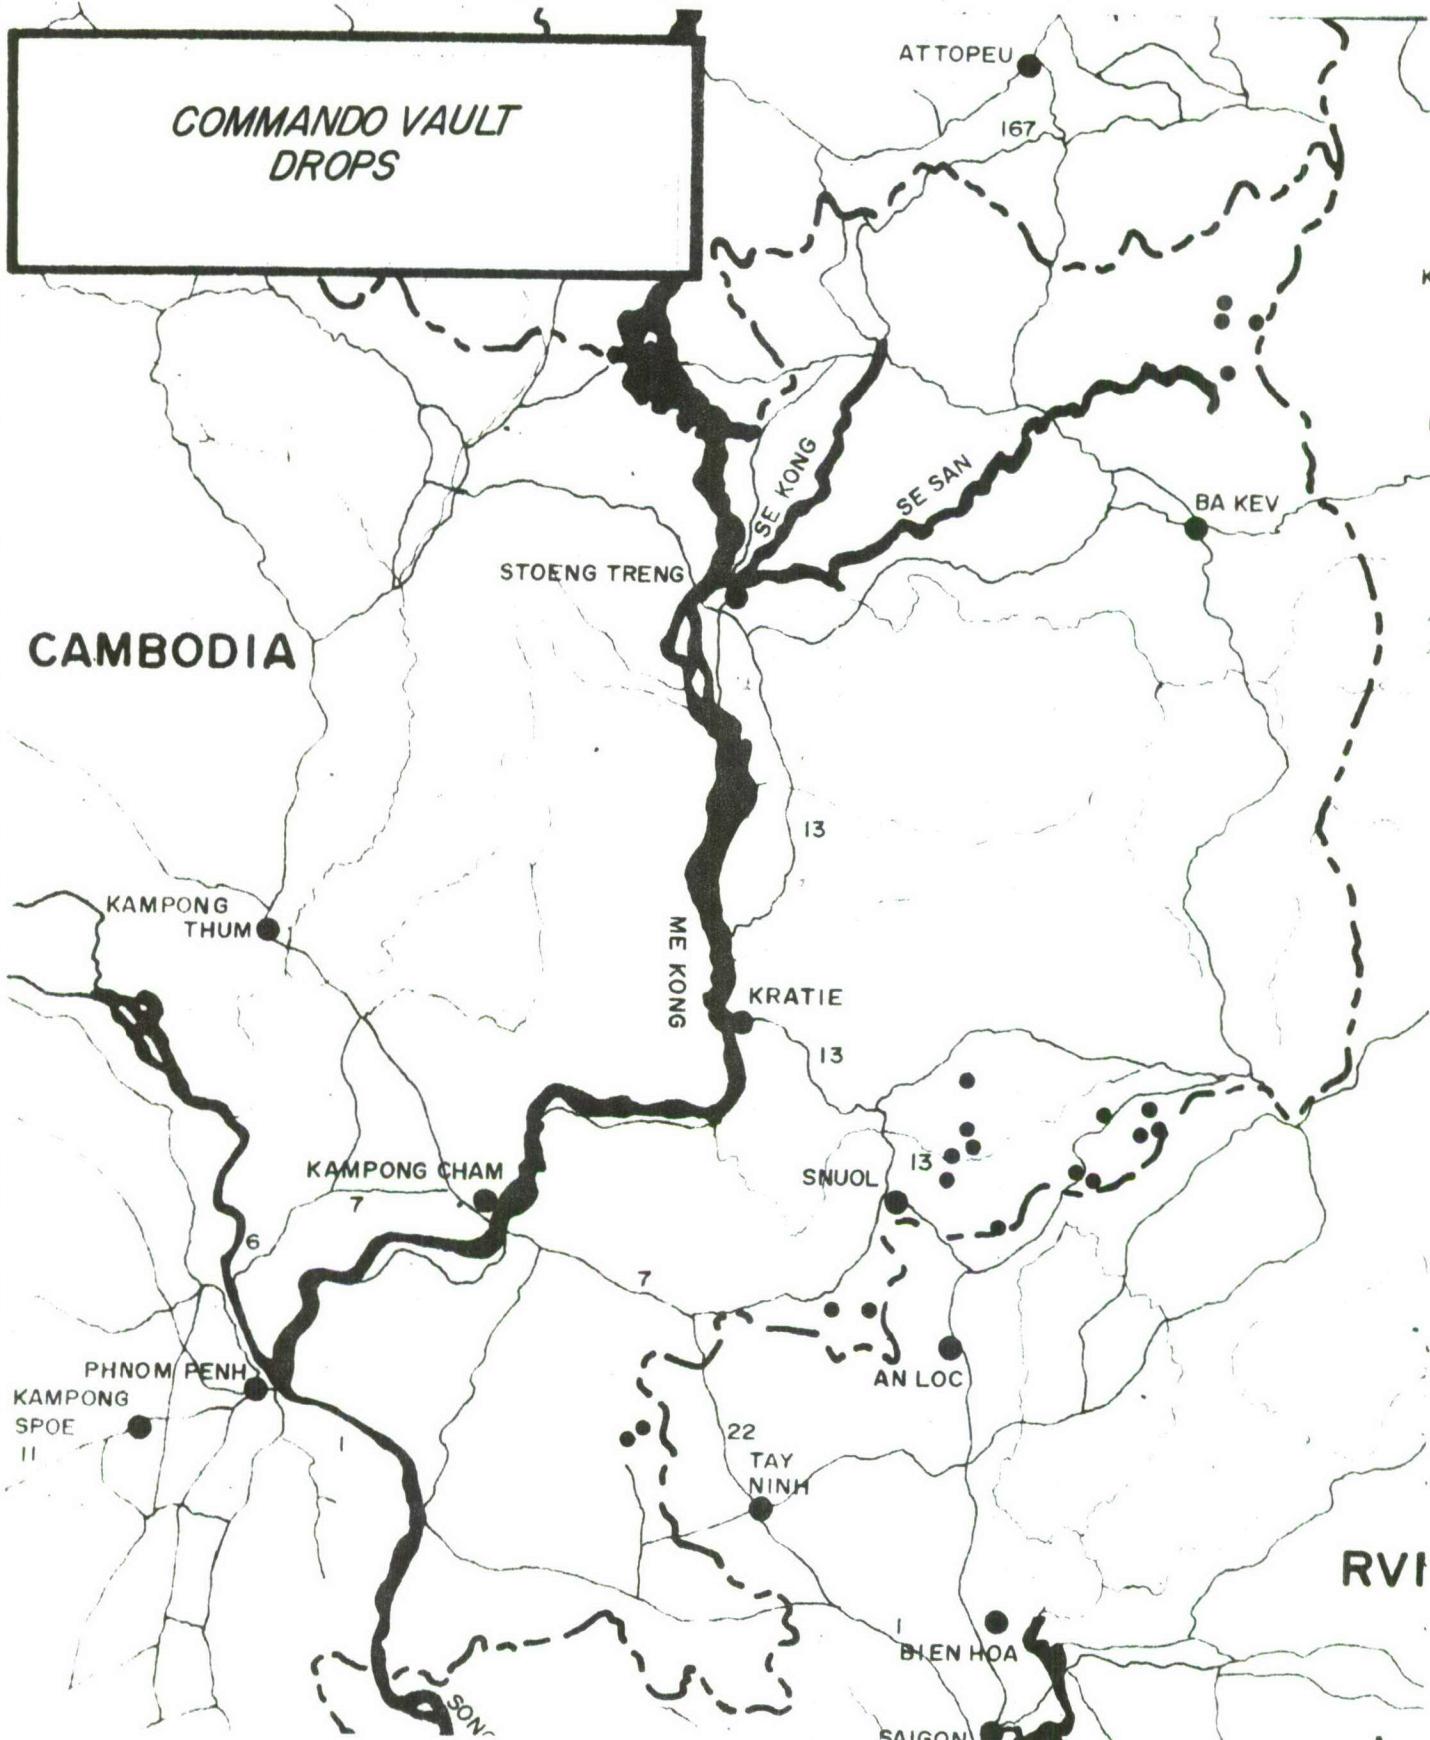 COMMANDO VAULT
DROPS
ATTOPEU
167
SE KONG
SE SAN
BA KEV
STOENG TRENG
CAMBODIA
13
KAMPONG
THUM
ME KONG
KRATIE
13
KAMPONG CHAM
7
SNUOL
13
6
7
PHNOM PENH
AN LOC
KAMPONG
SPOE
11
1
22
TAY
NINH
1
BIEN HOA
SAIGON